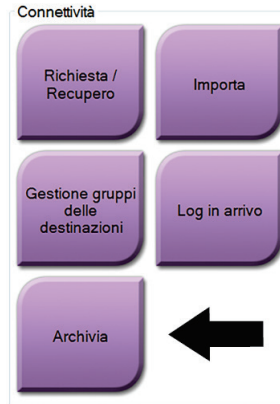 Connettività
Richiesta /
Recupero
Importa
Gestione gruppi
delle
destinazioni
Log in arrivo
Archivia